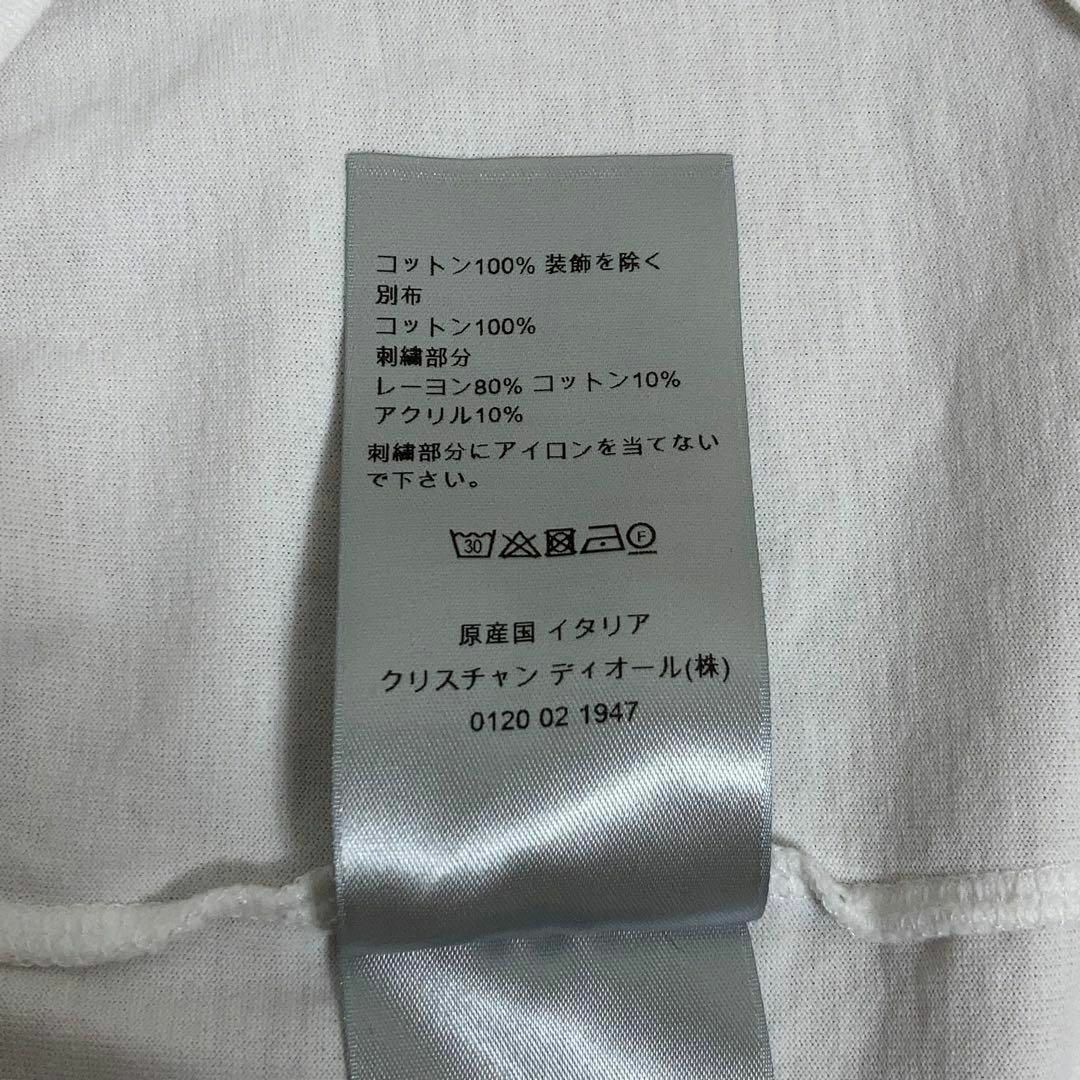 コットン100% 装飾を除く
別布
コットン100%
刺繍部分
レーヨン80% コットン10%
アクリル10%
刺繍部分にアイロンを当てない
で下さい。
30 F
原産国 イタリア
クリスチャン ディオール(株)
0120 02 1947